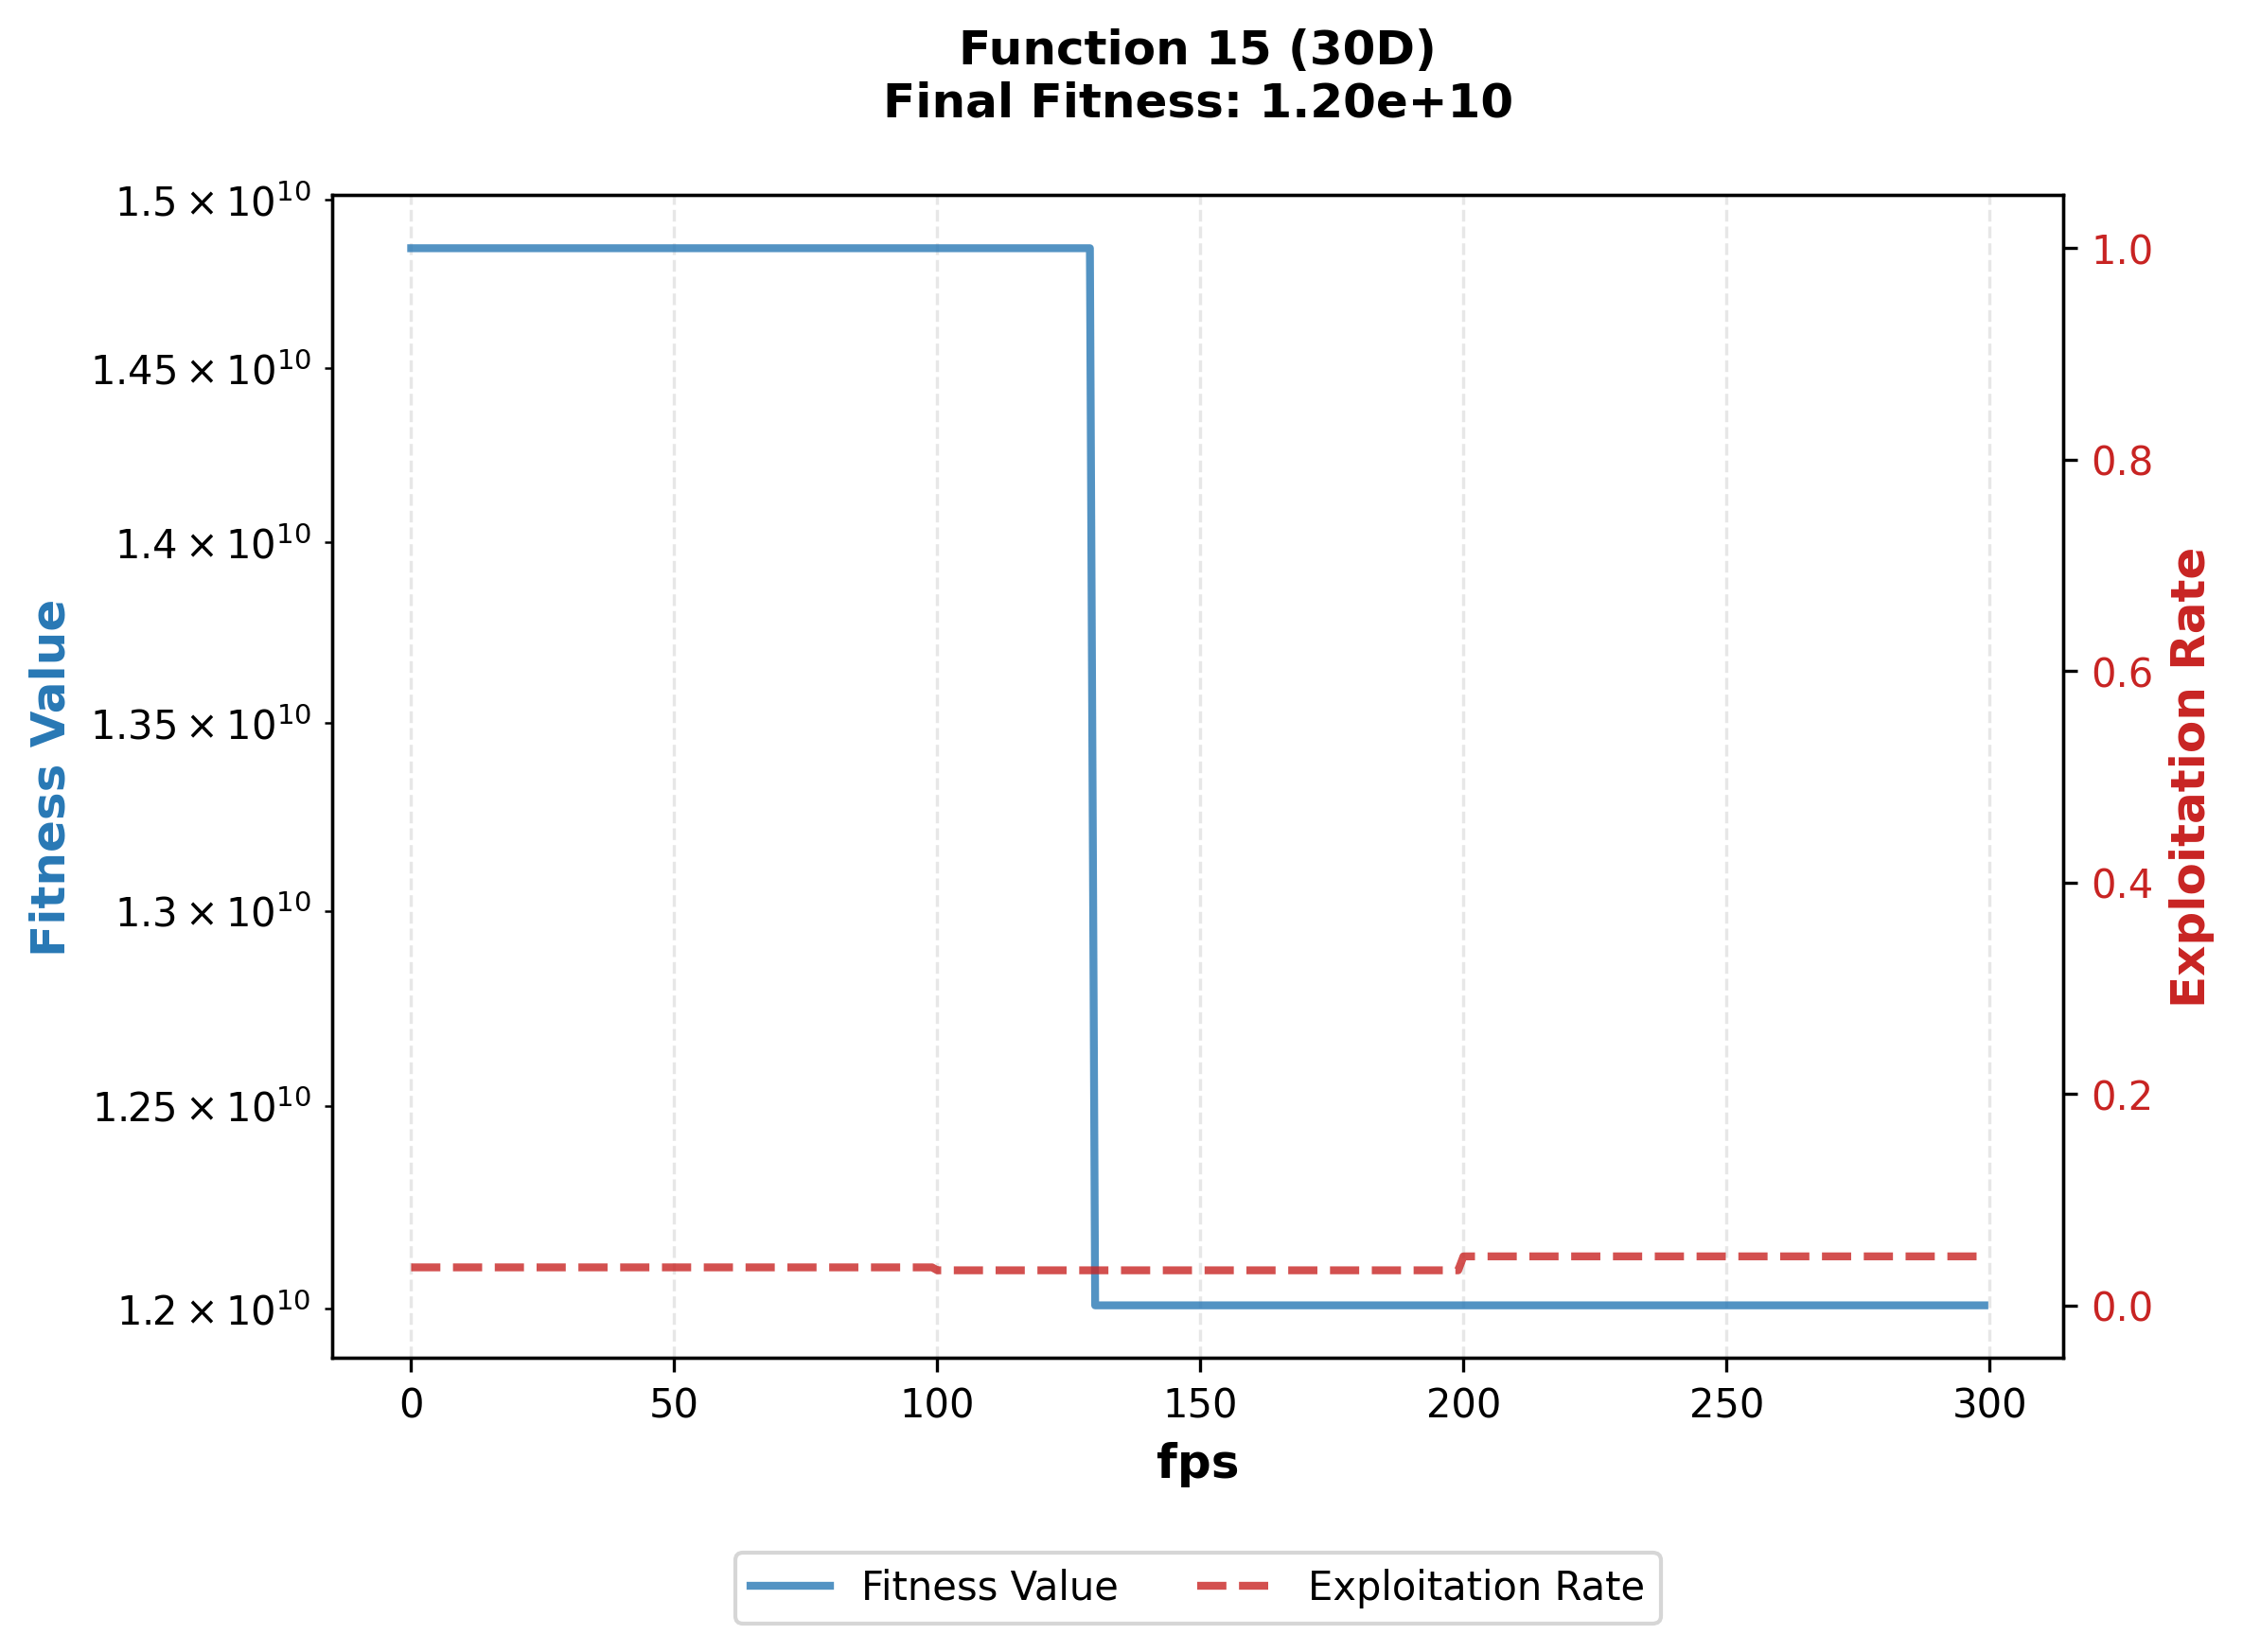 Function 15 (30D)
Final Fitness: 1.20e+10
Fitness Value
1.5 × 10¹⁰
1.45 × 10¹⁰
1.4 × 10¹⁰
1.35 × 10¹⁰
1.3 × 10¹⁰
1.25 × 10¹⁰
1.2 × 10¹⁰
1.0
0.8
0.6
0.4
0.2
0.0
Exploitation Rate
0 50 100 150 200 250 300
fps
Fitness Value Exploitation Rate